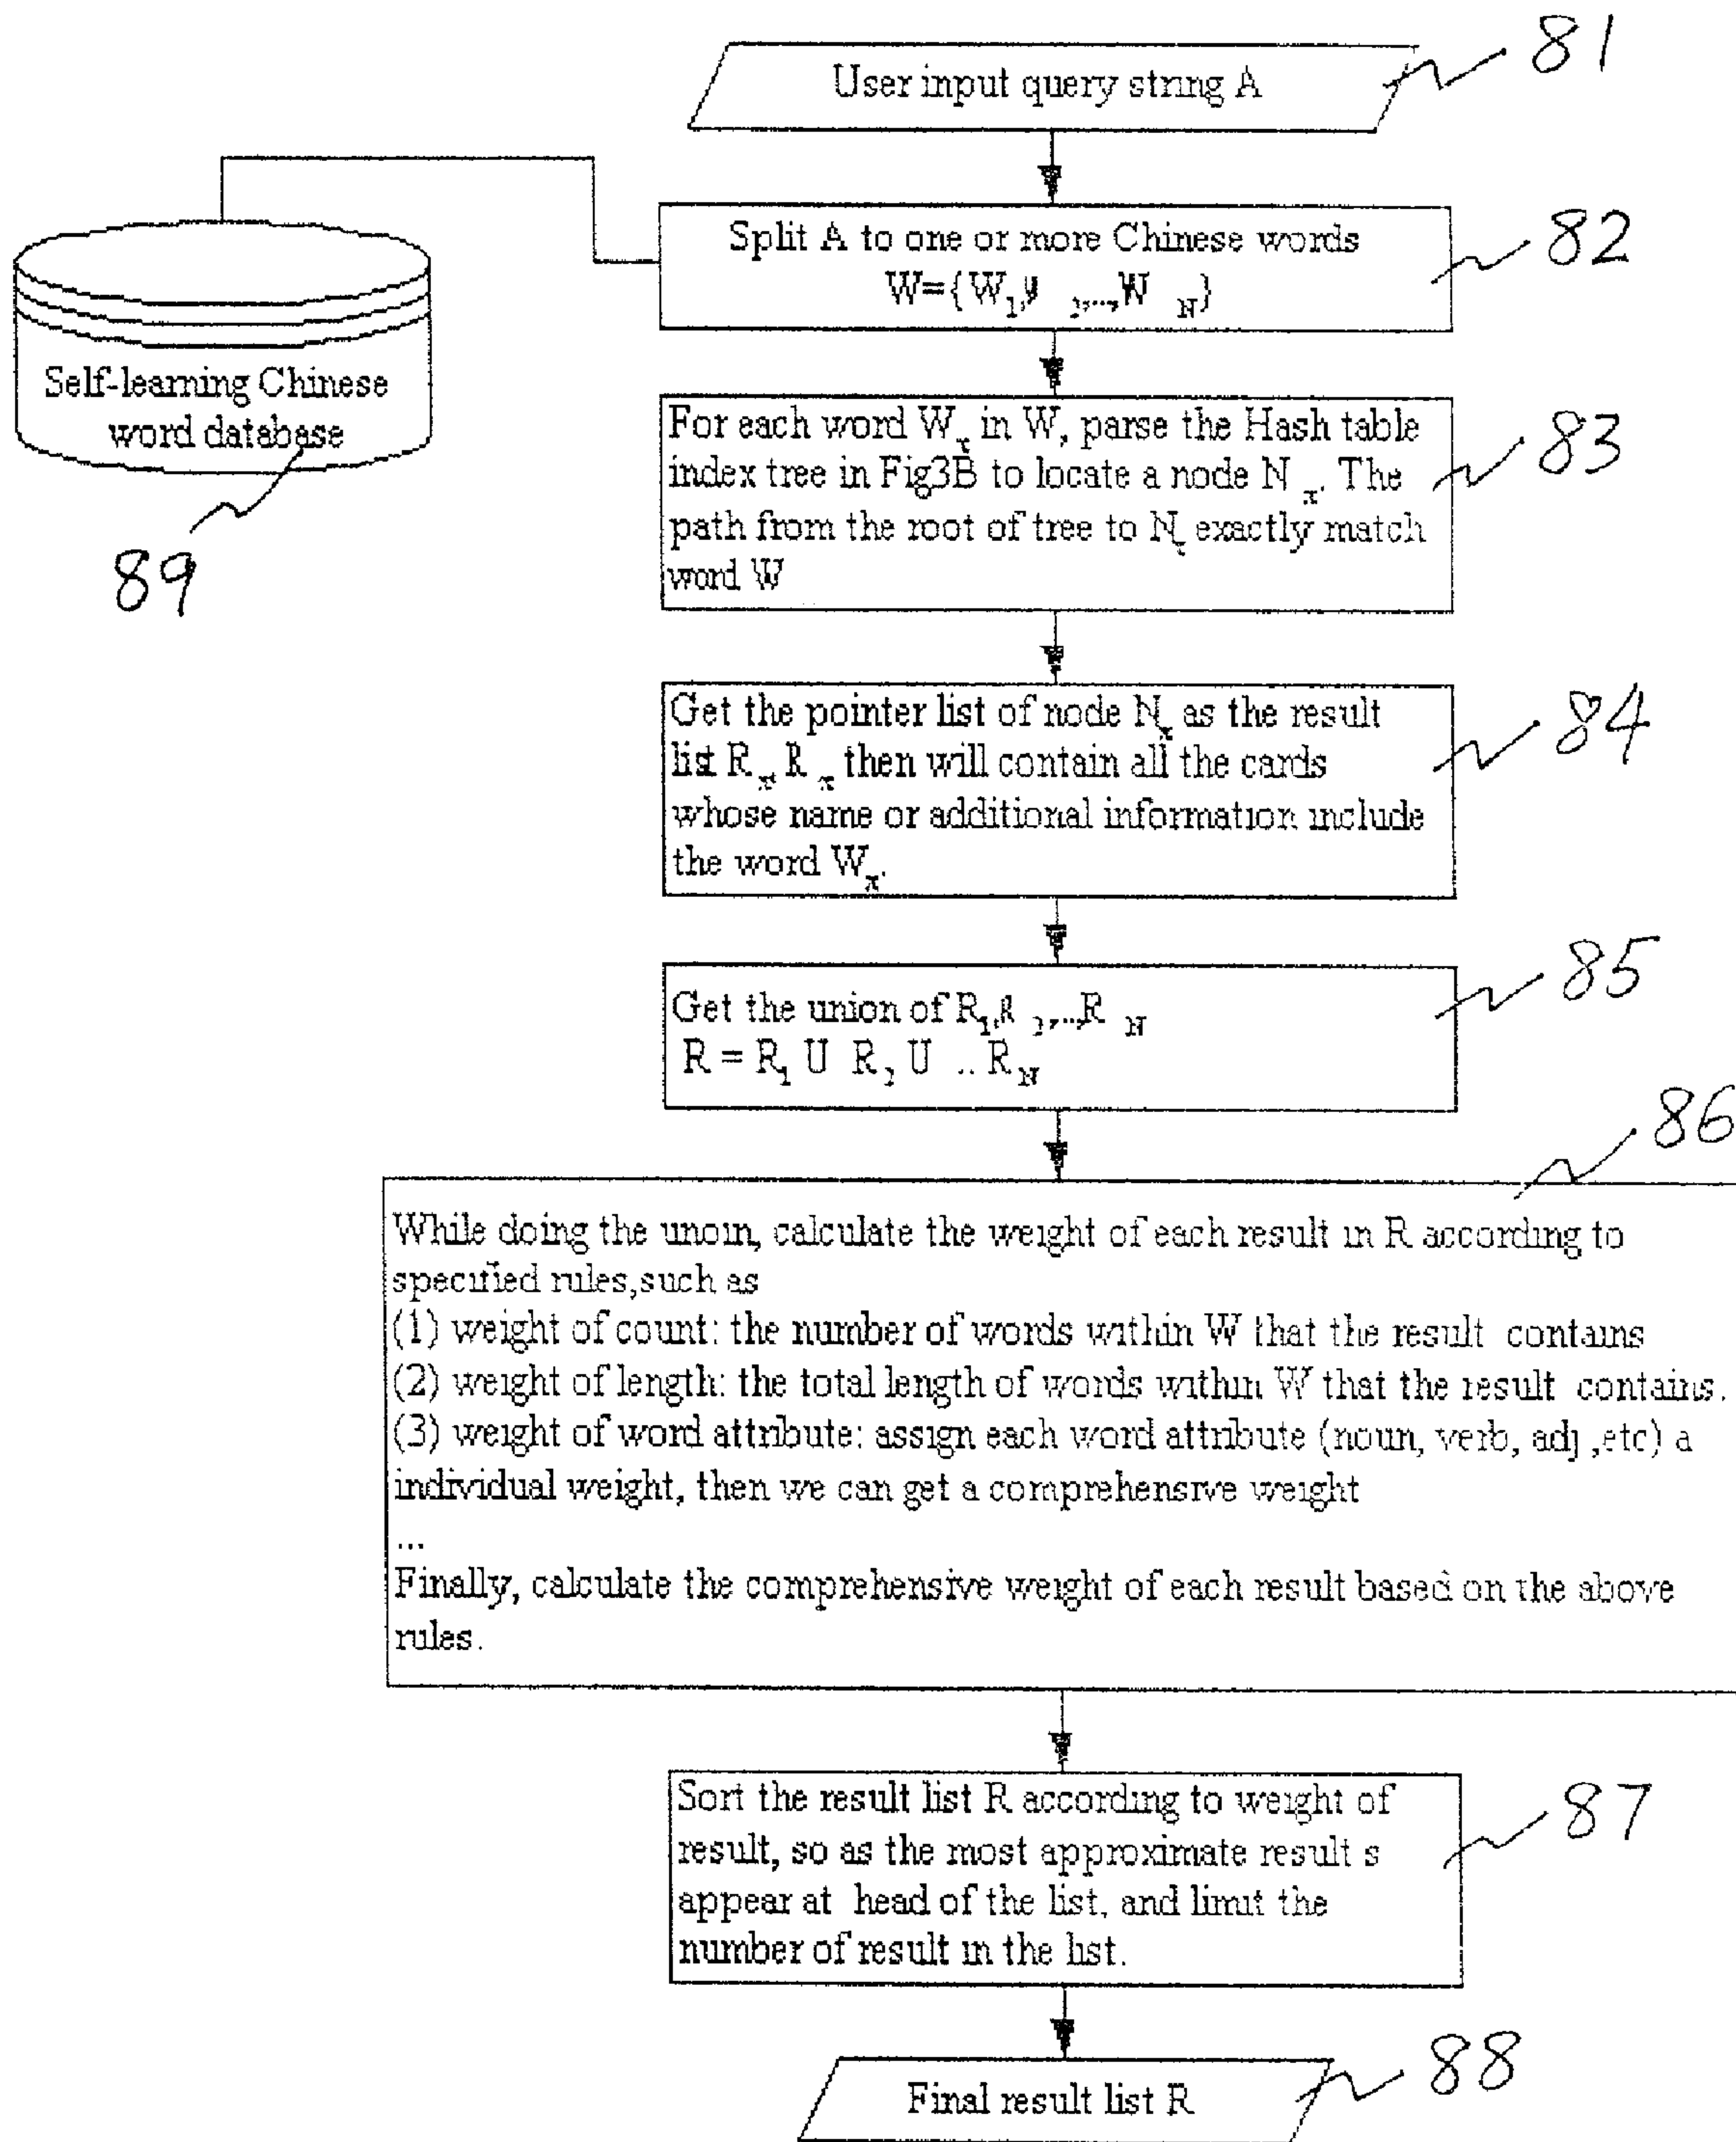 81
User input query string A
82
Split A to one or more Chinese words
W={W₁,W ₂,...,W N}
Self-learning Chinese
word database
89
83
For each word Wₓ in W, parse the Hash table
index tree in Fig3B to locate a node N ₓ. The
path from the root of tree to Nₓ exactly match
word W
84
Get the pointer list of node Nₓ as the result
list R ₓ, R ₓ then will contain all the cards
whose name or additional information include
the word Wₓ.
85
Get the union of R₁,R ₂,...,R N
R = R₁ U R₂ U .. R N
86
While doing the unoin, calculate the weight of each result in R according to
specified rules,such as
(1) weight of count: the number of words within W that the result contains
(2) weight of length: the total length of words within W that the result contains.
(3) weight of word attribute: assign each word attribute (noun, verb, adj ,etc) a
individual weight, then we can get a comprehensive weight
...
Finally, calculate the comprehensive weight of each result based on the above
rules.
87
Sort the result list R according to weight of
result, so as the most approximate result s
appear at head of the list, and limit the
number of result in the list.
88
Final result list R